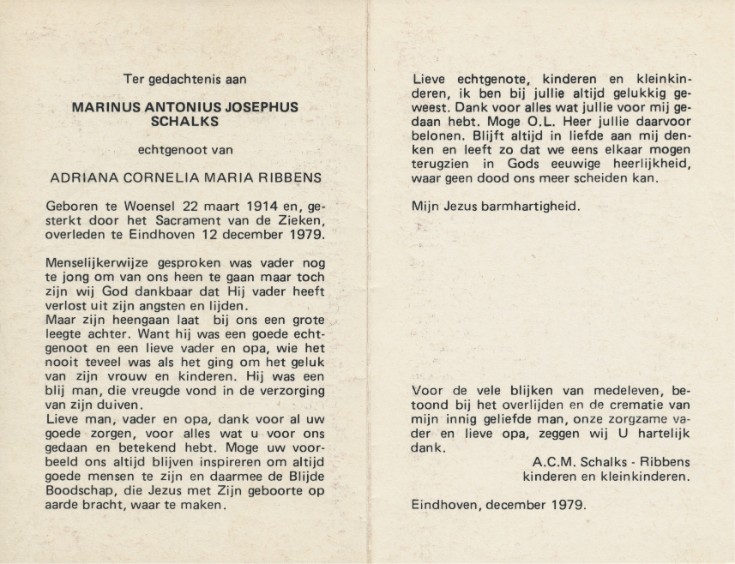 Ter gedachtenis aan
MARINUS ANTONIUS JOSEPHUS
SCHALKS
echtgenoot van
ADRIANA CORNELIA MARIA RIBBENS
Geboren te Woensel 22 maart 1914 en, ge-
sterkt door het Sacrament van de Zieken,
overleden te Eindhoven 12 december 1979.
Menselijkerwijze gesproken was vader nog
te jong om van ons heen te gaan maar toch
zijn wij God dankbaar dat Hij vader heeft
verlost uit zijn angsten en lijden.
Maar zijn heengaan laat bij ons een grote
leegte achter. Want hij was een goede echt-
genoot en een lieve vader en opa, wie het
nooit teveel was als het ging om het geluk
van zijn vrouw en kinderen. Hij was een
blij man, die vreugde vond in de verzorging
van zijn duiven.
Lieve man, vader en opa, dank voor al uw
goede zorgen, voor alles wat u voor ons
gedaan en betekend hebt. Moge uw voor-
beeld ons altijd blijven inspireren om altijd
goede mensen te zijn en daarmee de Blijde
Boodschap, die Jezus met Zijn geboorte op
aarde bracht, waar te maken.
Lieve echtgenote, kinderen en kleinkin-
deren, ik ben bij jullie altijd gelukkig ge-
weest. Dank voor alles wat jullie voor mij ge-
daan hebt. Moge O.L. Heer jullie daarvoor
belonen. Blijft altijd in liefde aan mij den-
ken en leeft zo dat we eens elkaar mogen
terugzien in Gods eeuwige heerlijkheid,
waar geen dood ons meer scheiden kan.
Mijn Jezus barmhartigheid.
Voor de vele blijken van medeleven, be-
toond bij het overlijden en de crematie van
mijn innig geliefde man, onze zorgzame va-
der en lieve opa, zeggen wij U hartelijk
dank.
A.C.M. Schalks - Ribbens
kinderen en kleinkinderen.
Eindhoven, december 1979.